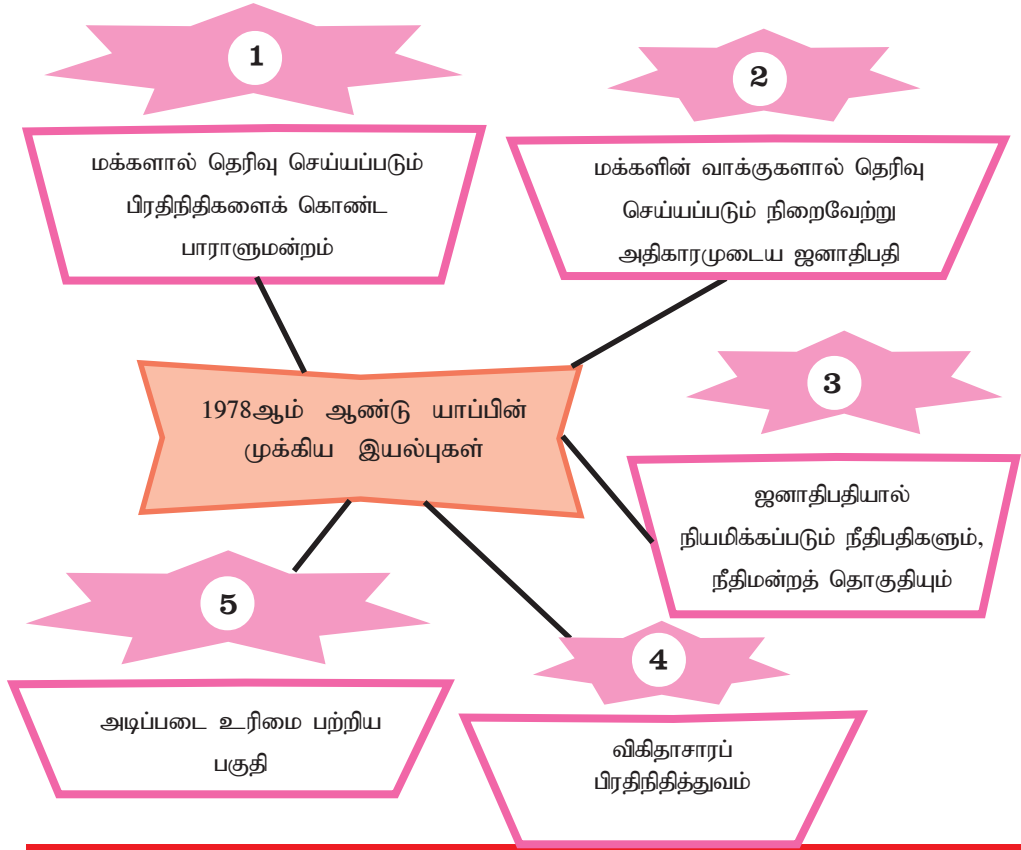 1
மக்களால் தெரிவு செய்யப்படும்
பிரதிநிதிகளைக் கொண்ட
பாராளுமன்றம்
2
மக்களின் வாக்குகளால் தெரிவு
செய்யப்படும் நிறைவேற்று
அதிகாரமுடைய ஜனாதிபதி
1978ஆம் ஆண்டு யாப்பின்
முக்கிய இயல்புகள்
3
ஜனாதிபதியால்
நியமிக்கப்படும் நீதிபதிகளும்,
நீதிமன்றத் தொகுதியும்
4
விகிதாசாரப்
பிரதிநிதித்துவம்
5
அடிப்படை உரிமை பற்றிய
பகுதி